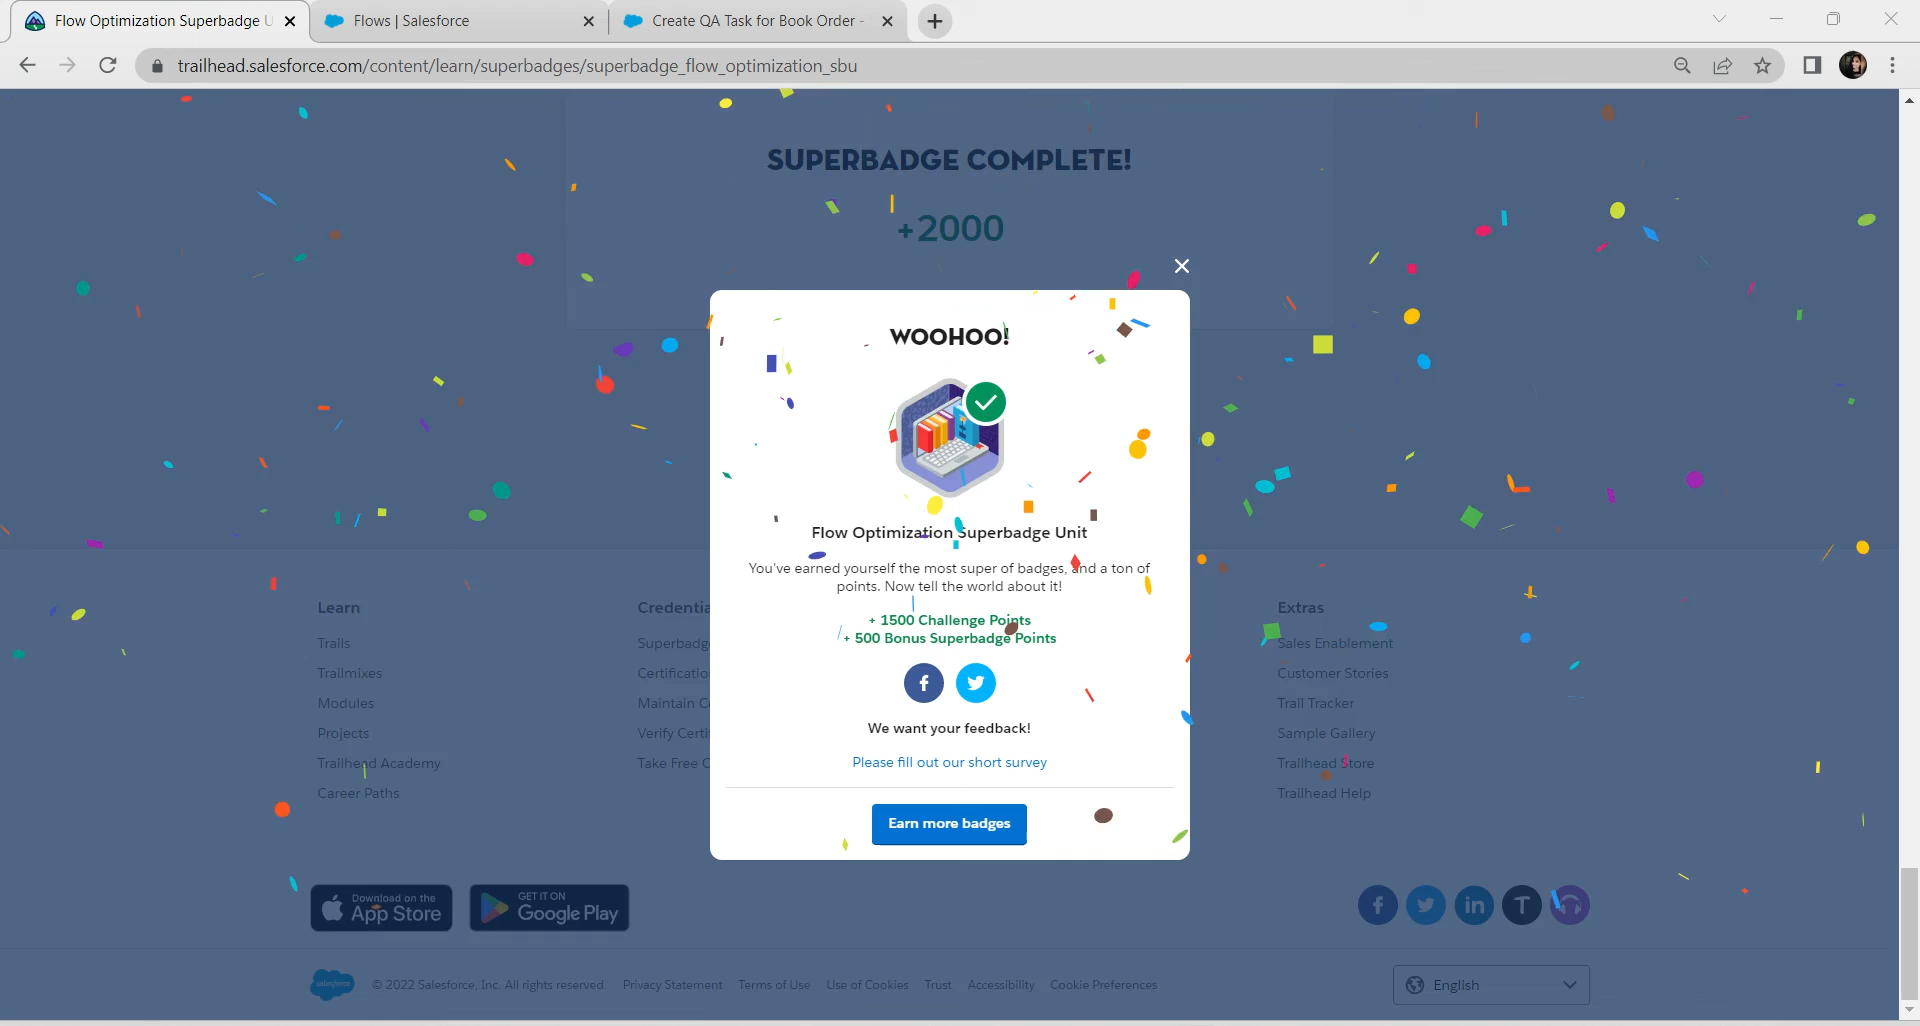 Flow Optimization Superbadge U
Flows | Salesforce
Create QA Task for Book Order -
trailhead.salesforce.com/content/learn/superbadges/superbadge_flow_optimization_sbu
SUPERBADGE COMPLETE!
+2000
WOOHOO!
Flow Optimization Superbadge Unit
You've earned yourself the most super of badges, and a ton of
points. Now tell the world about it!
+ 1500 Challenge Points
+ 500 Bonus Superbadge Points
We want your feedback!
Please fill out our short survey
Earn more badges
Learn
Trails
Trailmixes
Modules
Projects
Trailhead Academy
Career Paths
Credentia
Superbadg
Certificatio
Maintain C
Verify Certi
Take Free C
Extras
Sales Enablement
Customer Stories
Trail Tracker
Sample Gallery
Trailhead Store
Trailhead Help
Download on the
App Store
GET IT ON
Google Play
salesforce
© 2022 Salesforce, Inc. All rights reserved. Privacy Statement Terms of Use Use of Cookies Trust Accessibility Cookie Preferences
English